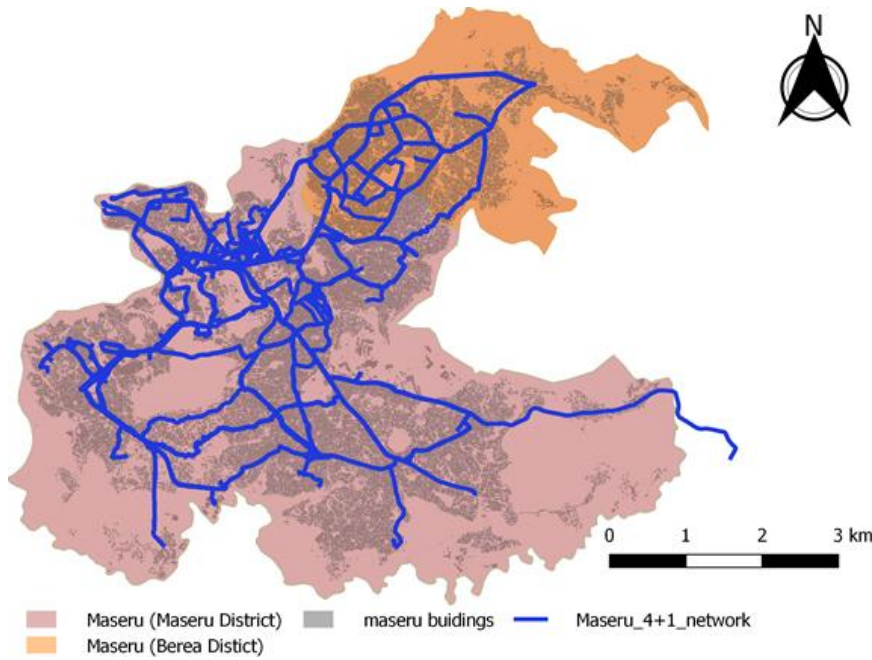 N
0 1 2 3 km
Maseru (Maseru District) maseru buidings Maseru_4+1_network
Maseru (Berea Distict)